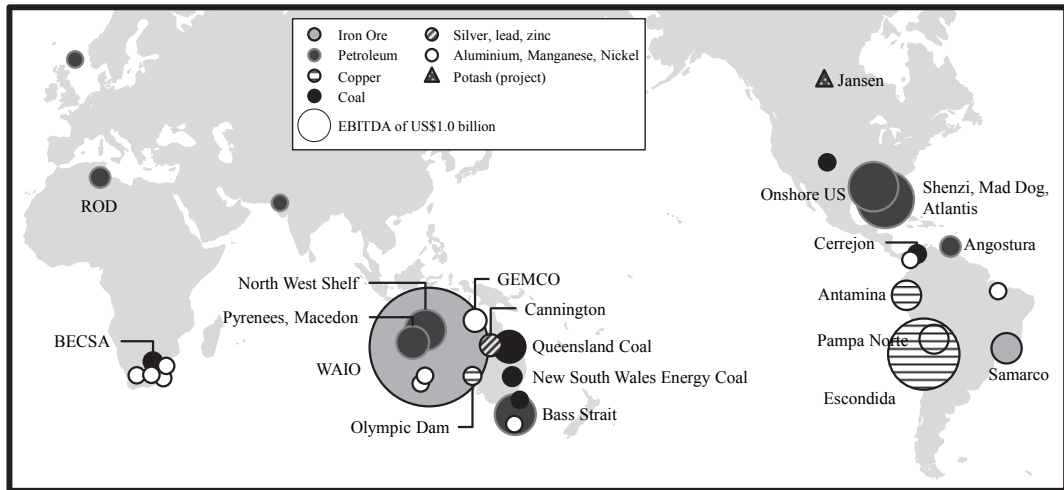 Iron Ore
Petroleum
Copper
Coal
EBITDA of US$1.0 billion
Silver, lead, zinc
Aluminium, Manganese, Nickel
Potash (project)
Jansen
Onshore US
Shenzi, Mad Dog,
Atlantis
ROD
Cerrejon
Angostura
North West Shelf
GEMCO
Antamina
Pyrenees, Macedon
Cannington
BECSA
Pampa Norte
Queensland Coal
WAIO
New South Wales Energy Coal
Samarco
Escondida
Olympic Dam
Bass Strait